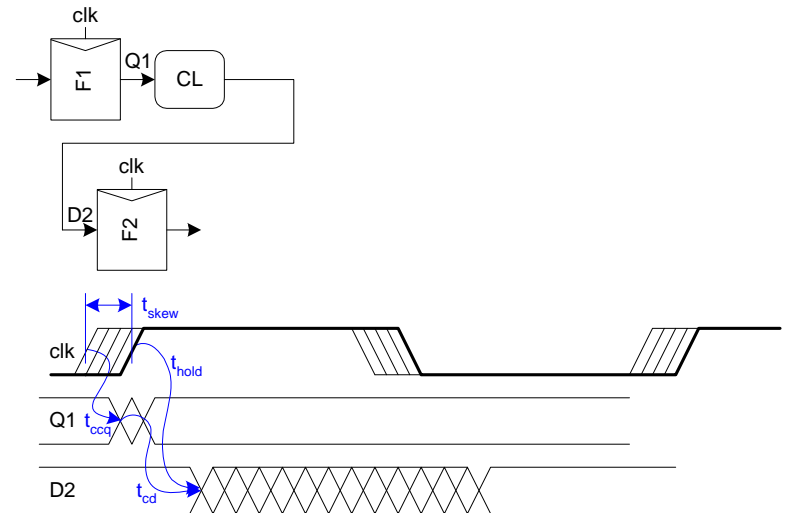 clk
F1
Q1
CL
clk
D2
F2
tskew
clk
thold
Q1
tccq
D2
tcd